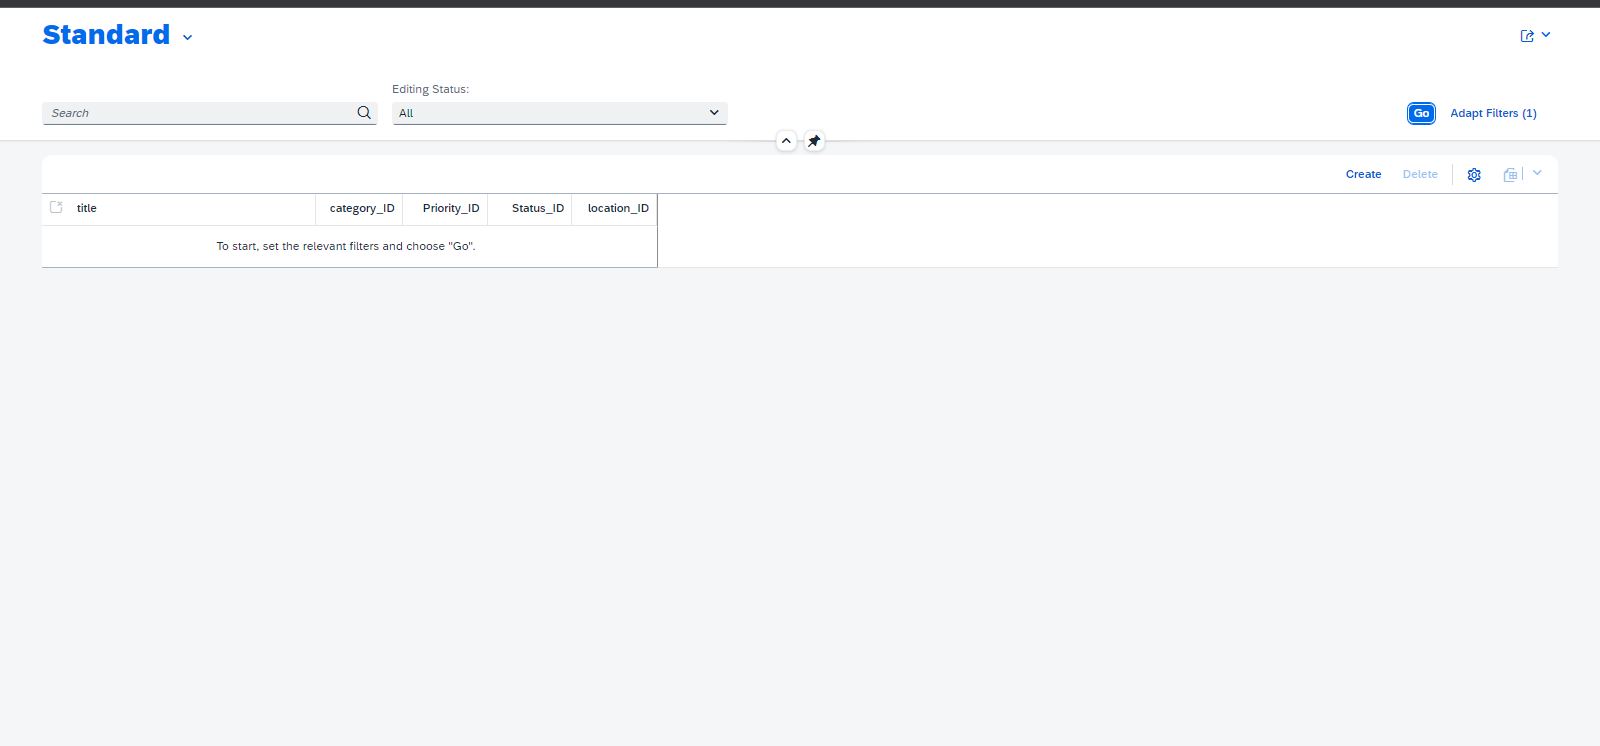 Standard
Editing Status:
Search
All
Go
Adapt Filters (1)
Create
Delete
title
category_ID
Priority_ID
Status_ID
location_ID
To start, set the relevant filters and choose "Go".